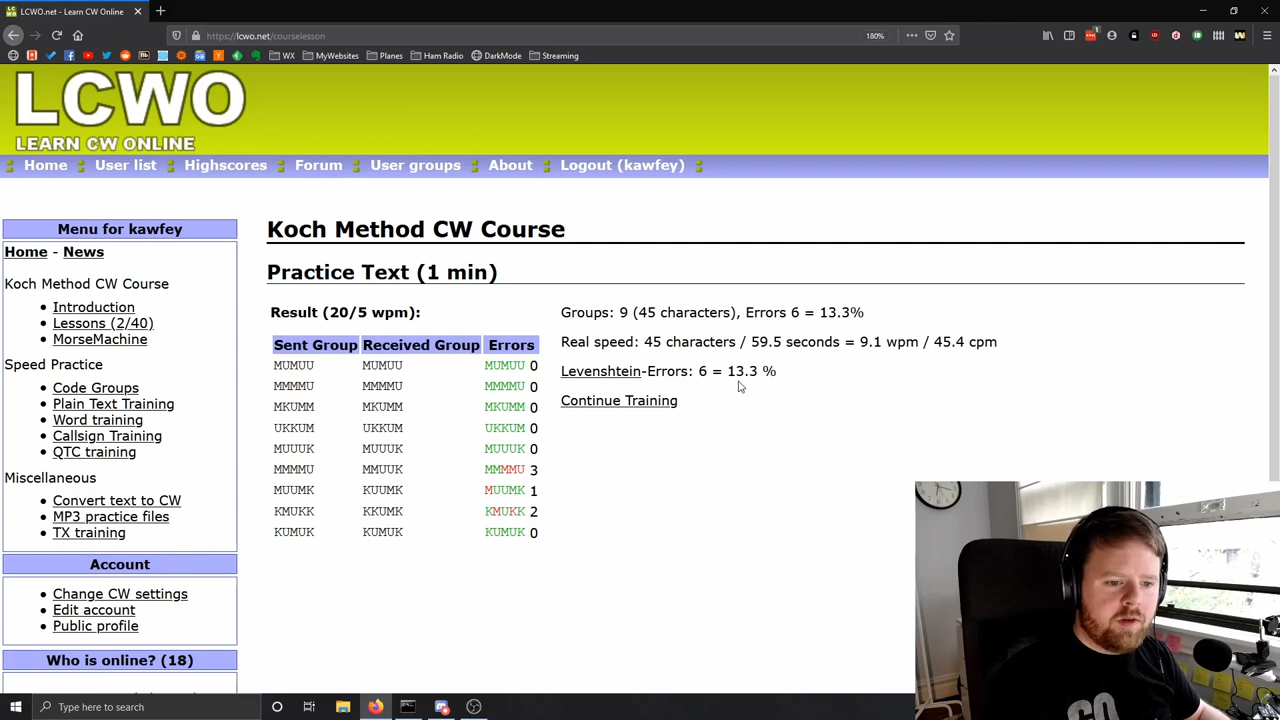 LCWO.net - Learn CW Online
https://lcwo.net/courselesson
180%
WX
MyWebsites
Planes
Ham Radio
DarkMode
Streaming
LCWO
LEARN CW ONLINE
Home User list Highscores Forum User groups About Logout (kawfey)
Menu for kawfey
Home - News
Koch Method CW Course
Introduction
Lessons (2/40)
MorseMachine
Speed Practice
Code Groups
Plain Text Training
Word training
Callsign Training
QTC training
Miscellaneous
Convert text to CW
MP3 practice files
TX training
Account
Change CW settings
Edit account
Public profile
Who is online? (18)
Koch Method CW Course
Practice Text (1 min)
Result (20/5 wpm):
Sent Group Received Group Errors
MUMUU MUMUU MUMUU 0
MMMMU MMMMU MMMMU 0
MKUMM MKUMM MKUMM 0
UKKUM UKKUM UKKUM 0
MUUUK MUUUK MUUUK 0
MMMMU MMUUK MMMMU 3
MUUMK KUUMK MUUMK 1
KMUKK KKUMK KMUKK 2
KUMUK KUMUK KUMUK 0
Groups: 9 (45 characters), Errors 6 = 13.3%
Real speed: 45 characters / 59.5 seconds = 9.1 wpm / 45.4 cpm
Levenshtein-Errors: 6 = 13.3 %
Continue Training
Type here to search